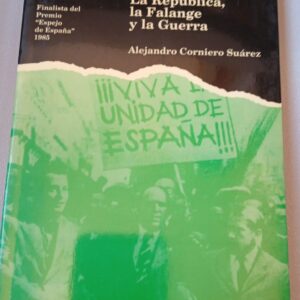 Finalista del
Premio
"Espejo
de España"
1985
La República,
la Falange
y la Guerra
Alejandro Corniero Suárez
¡¡¡VIVA LA
UNIDAD DE
ESPAÑA!!!